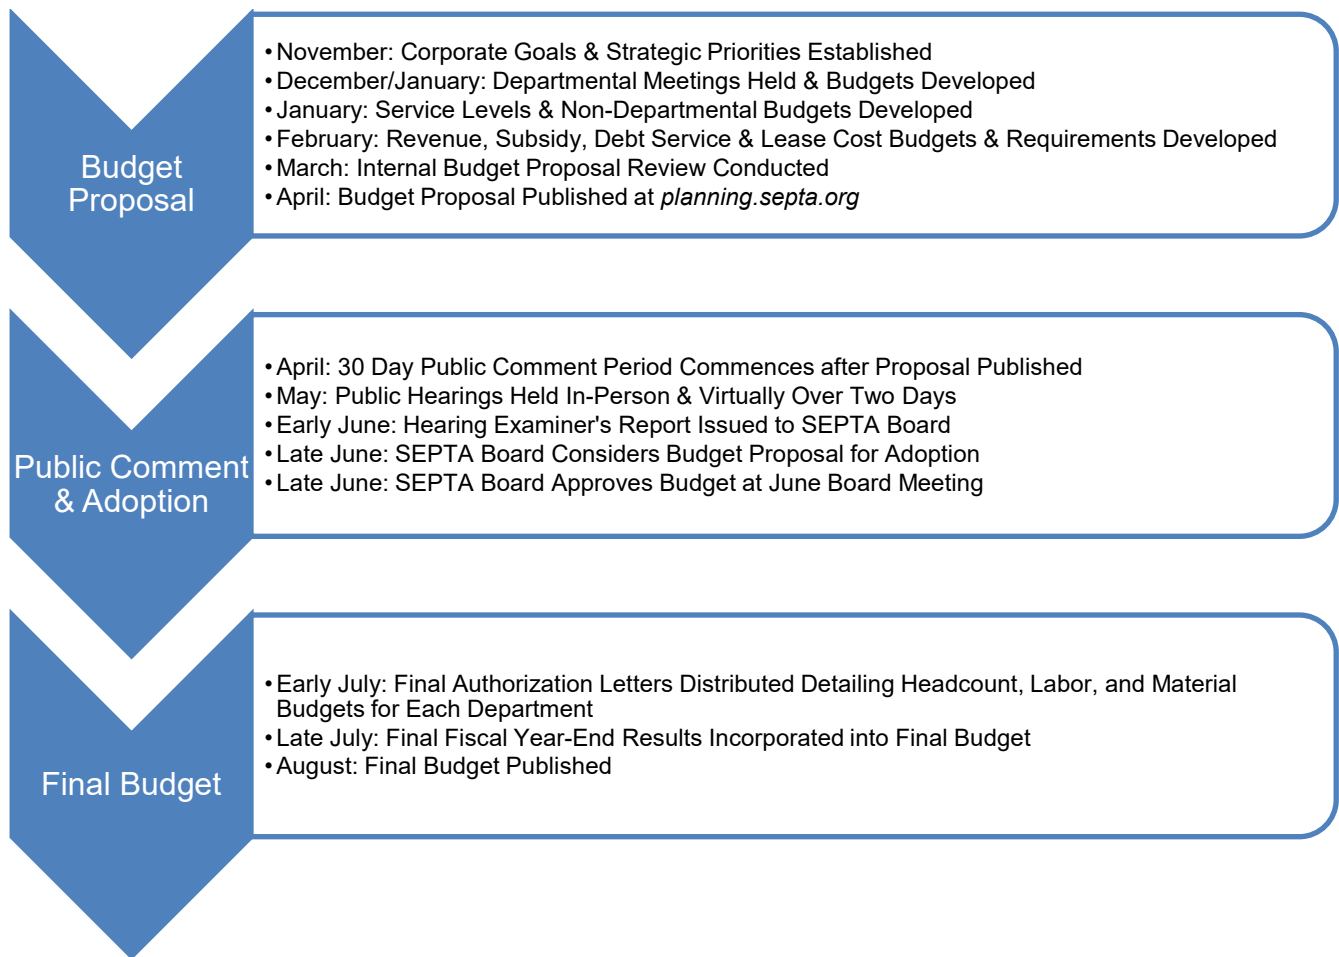 Budget
Proposal
•November: Corporate Goals & Strategic Priorities Established
•December/January: Departmental Meetings Held & Budgets Developed
•January: Service Levels & Non-Departmental Budgets Developed
•February: Revenue, Subsidy, Debt Service & Lease Cost Budgets & Requirements Developed
•March: Internal Budget Proposal Review Conducted
•April: Budget Proposal Published at planning.septa.org
Public Comment
& Adoption
•April: 30 Day Public Comment Period Commences after Proposal Published
•May: Public Hearings Held In-Person & Virtually Over Two Days
•Early June: Hearing Examiner's Report Issued to SEPTA Board
•Late June: SEPTA Board Considers Budget Proposal for Adoption
•Late June: SEPTA Board Approves Budget at June Board Meeting
Final Budget
•Early July: Final Authorization Letters Distributed Detailing Headcount, Labor, and Material
Budgets for Each Department
•Late July: Final Fiscal Year-End Results Incorporated into Final Budget
•August: Final Budget Published